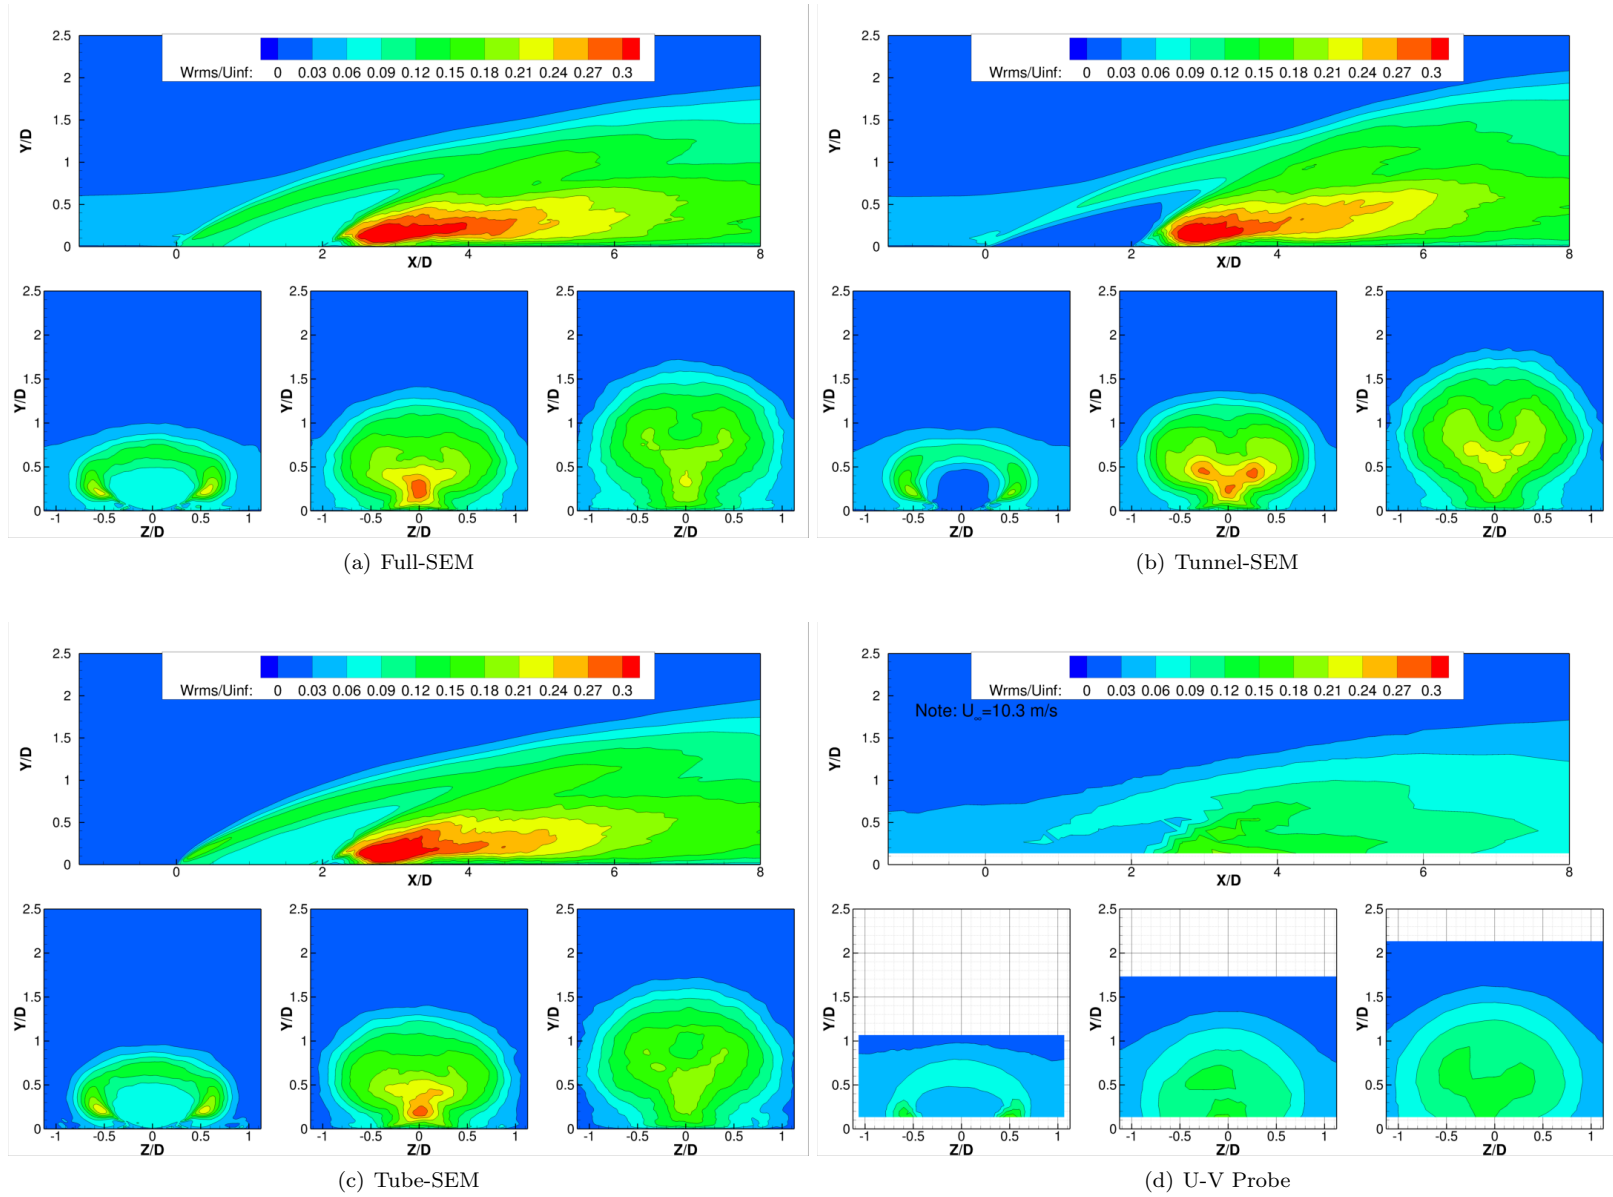 2.5
2
1.5
1
0.5
0
Y/D
Wrms/Uinf: 0 0.03 0.06 0.09 0.12 0.15 0.18 0.21 0.24 0.27 0.3
0 2 4 6 8
X/D
2.5
2
1.5
1
0.5
0
Y/D
-1 -0.5 0 0.5 1
Z/D
2.5
2
1.5
1
0.5
0
Y/D
-1 -0.5 0 0.5 1
Z/D
2.5
2
1.5
1
0.5
0
Y/D
-1 -0.5 0 0.5 1
Z/D
(a) Full-SEM
2.5
2
1.5
1
0.5
0
Y/D
Wrms/Uinf: 0 0.03 0.06 0.09 0.12 0.15 0.18 0.21 0.24 0.27 0.3
0 2 4 6 8
X/D
2.5
2
1.5
1
0.5
0
Y/D
-1 -0.5 0 0.5 1
Z/D
2.5
2
1.5
1
0.5
0
Y/D
-1 -0.5 0 0.5 1
Z/D
2.5
2
1.5
1
0.5
0
Y/D
-1 -0.5 0 0.5 1
Z/D
(b) Tunnel-SEM
2.5
2
1.5
1
0.5
0
Y/D
Wrms/Uinf: 0 0.03 0.06 0.09 0.12 0.15 0.18 0.21 0.24 0.27 0.3
0 2 4 6 8
X/D
2.5
2
1.5
1
0.5
0
Y/D
-1 -0.5 0 0.5 1
Z/D
2.5
2
1.5
1
0.5
0
Y/D
-1 -0.5 0 0.5 1
Z/D
2.5
2
1.5
1
0.5
0
Y/D
-1 -0.5 0 0.5 1
Z/D
(c) Tube-SEM
2.5
2
1.5
1
0.5
0
Y/D
Wrms/Uinf: 0 0.03 0.06 0.09 0.12 0.15 0.18 0.21 0.24 0.27 0.3
Note: U∞=10.3 m/s
0 2 4 6 8
X/D
2.5
2
1.5
1
0.5
0
Y/D
-1 -0.5 0 0.5 1
Z/D
2.5
2
1.5
1
0.5
0
Y/D
-1 -0.5 0 0.5 1
Z/D
2.5
2
1.5
1
0.5
0
Y/D
-1 -0.5 0 0.5 1
Z/D
(d) U-V Probe